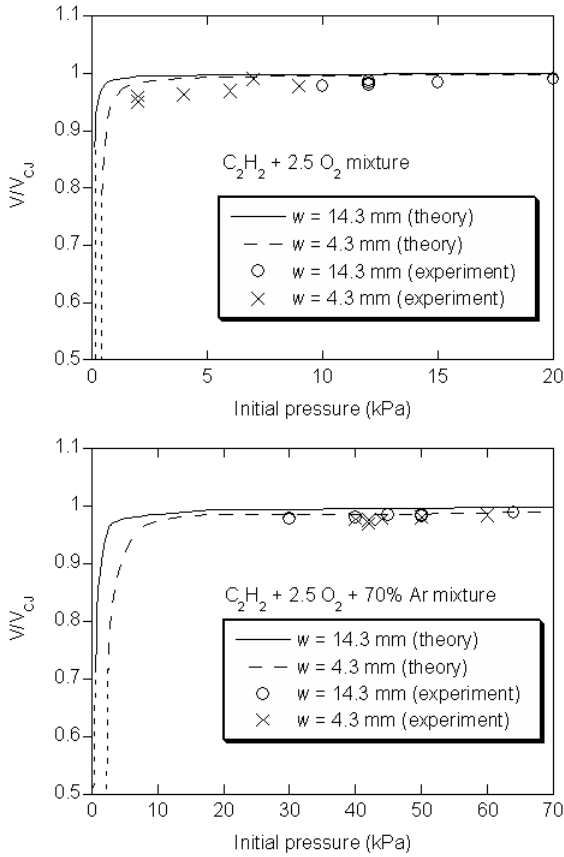 1.1
1
0.9
0.8
0.7
0.6
0.5
V/V_CJ
C₂H₂ + 2.5 O₂ mixture
w = 14.3 mm (theory)
w = 4.3 mm (theory)
w = 14.3 mm (experiment)
w = 4.3 mm (experiment)
0 5 10 15 20
Initial pressure (kPa)
1.1
1
0.9
0.8
0.7
0.6
0.5
V/V_CJ
C₂H₂ + 2.5 O₂ + 70% Ar mixture
w = 14.3 mm (theory)
w = 4.3 mm (theory)
w = 14.3 mm (experiment)
w = 4.3 mm (experiment)
0 10 20 30 40 50 60 70
Initial pressure (kPa)